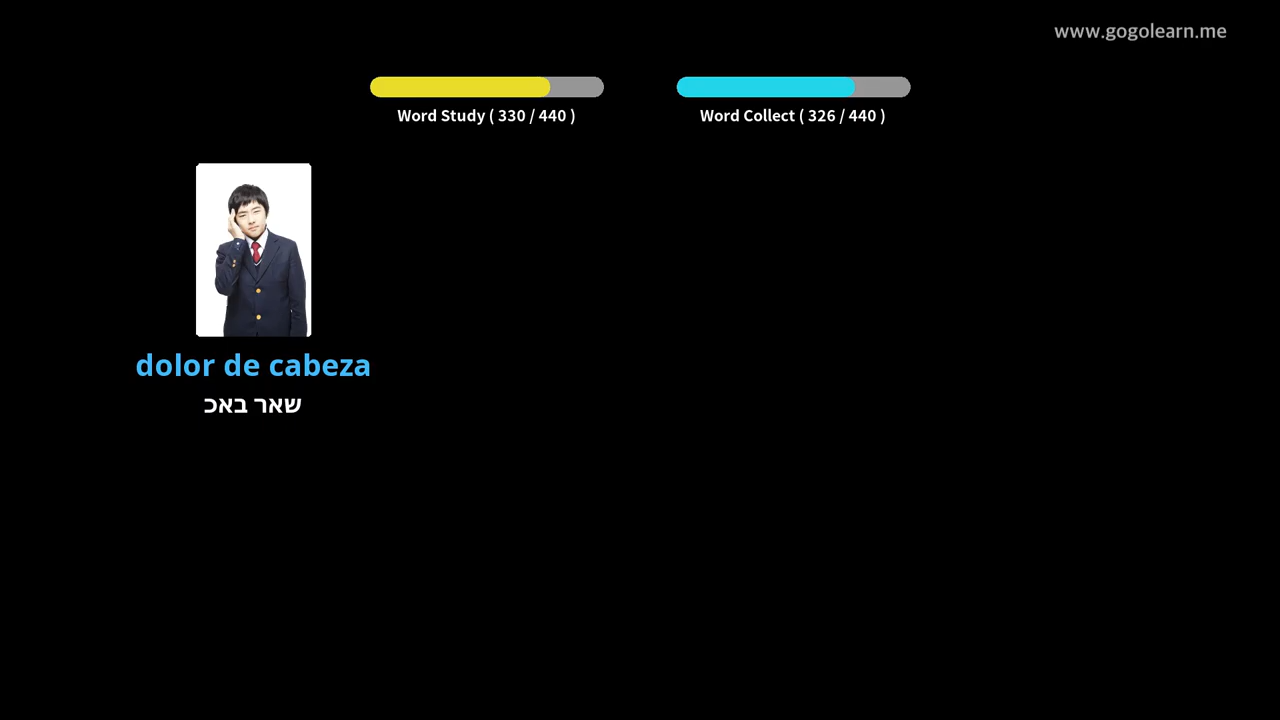 www.gogolearn.me
Word Study ( 330 / 440 )
Word Collect ( 326 / 440 )
dolor de cabeza
שאר באכ